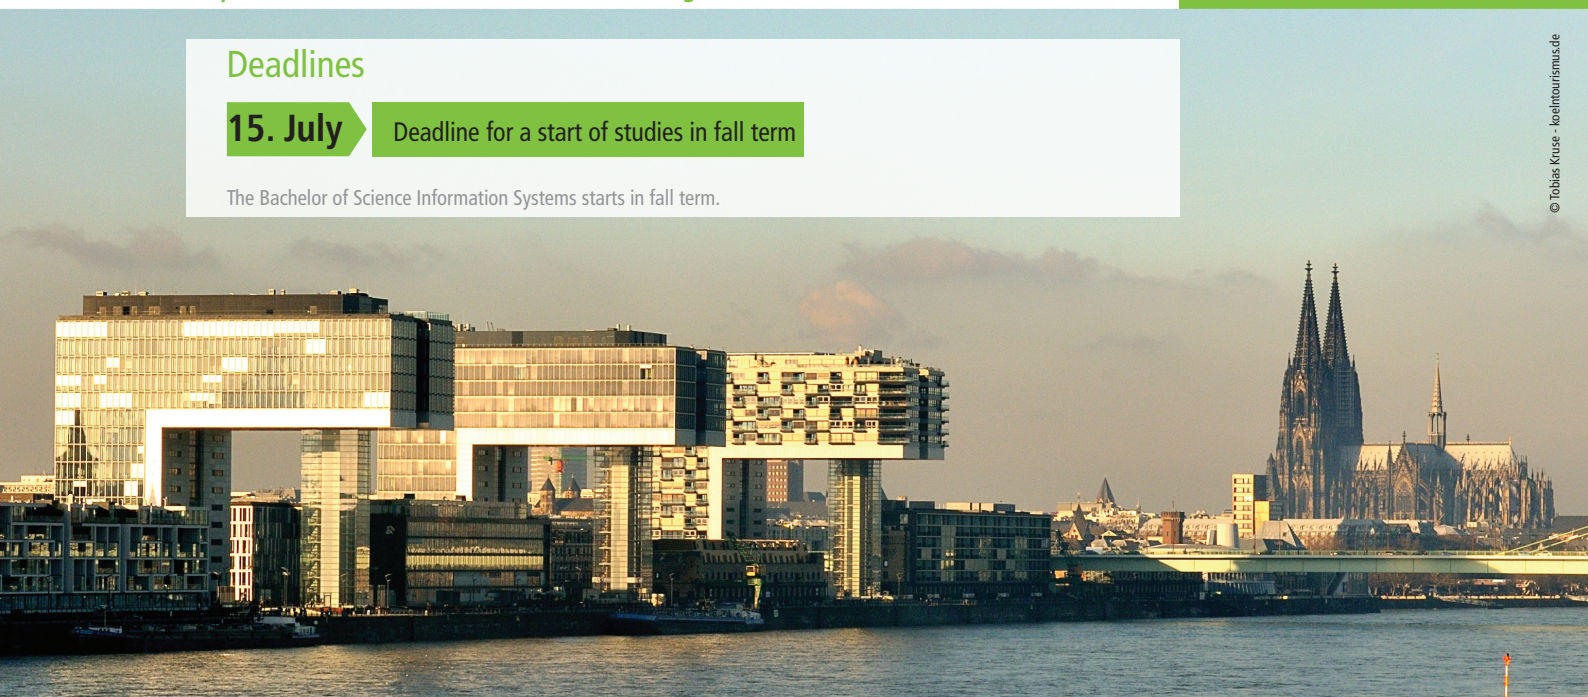 Deadlines
15. July
Deadline for a start of studies in fall term
The Bachelor of Science Information Systems starts in fall term.
© Tobias Kruse - koelntourismus.de